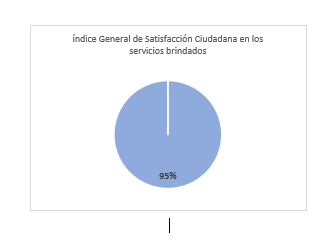 índice General de Satisfacción Ciudadana en los
servicios brindados
95%